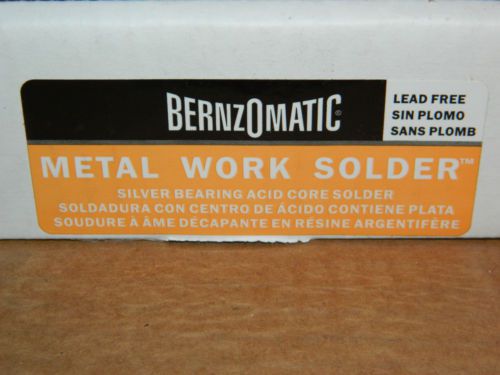 BERNZOMATIC®
LEAD FREE
SIN PLOMO
SANS PLOMB
METAL WORK SOLDER™
SILVER BEARING ACID CORE SOLDER
SOLDADURA CON CENTRO DE ÁCIDO CONTIENE PLATA
SOUDURE À ÂME DÉCAPANTE EN RÉSINE ARGENTIFÈRE